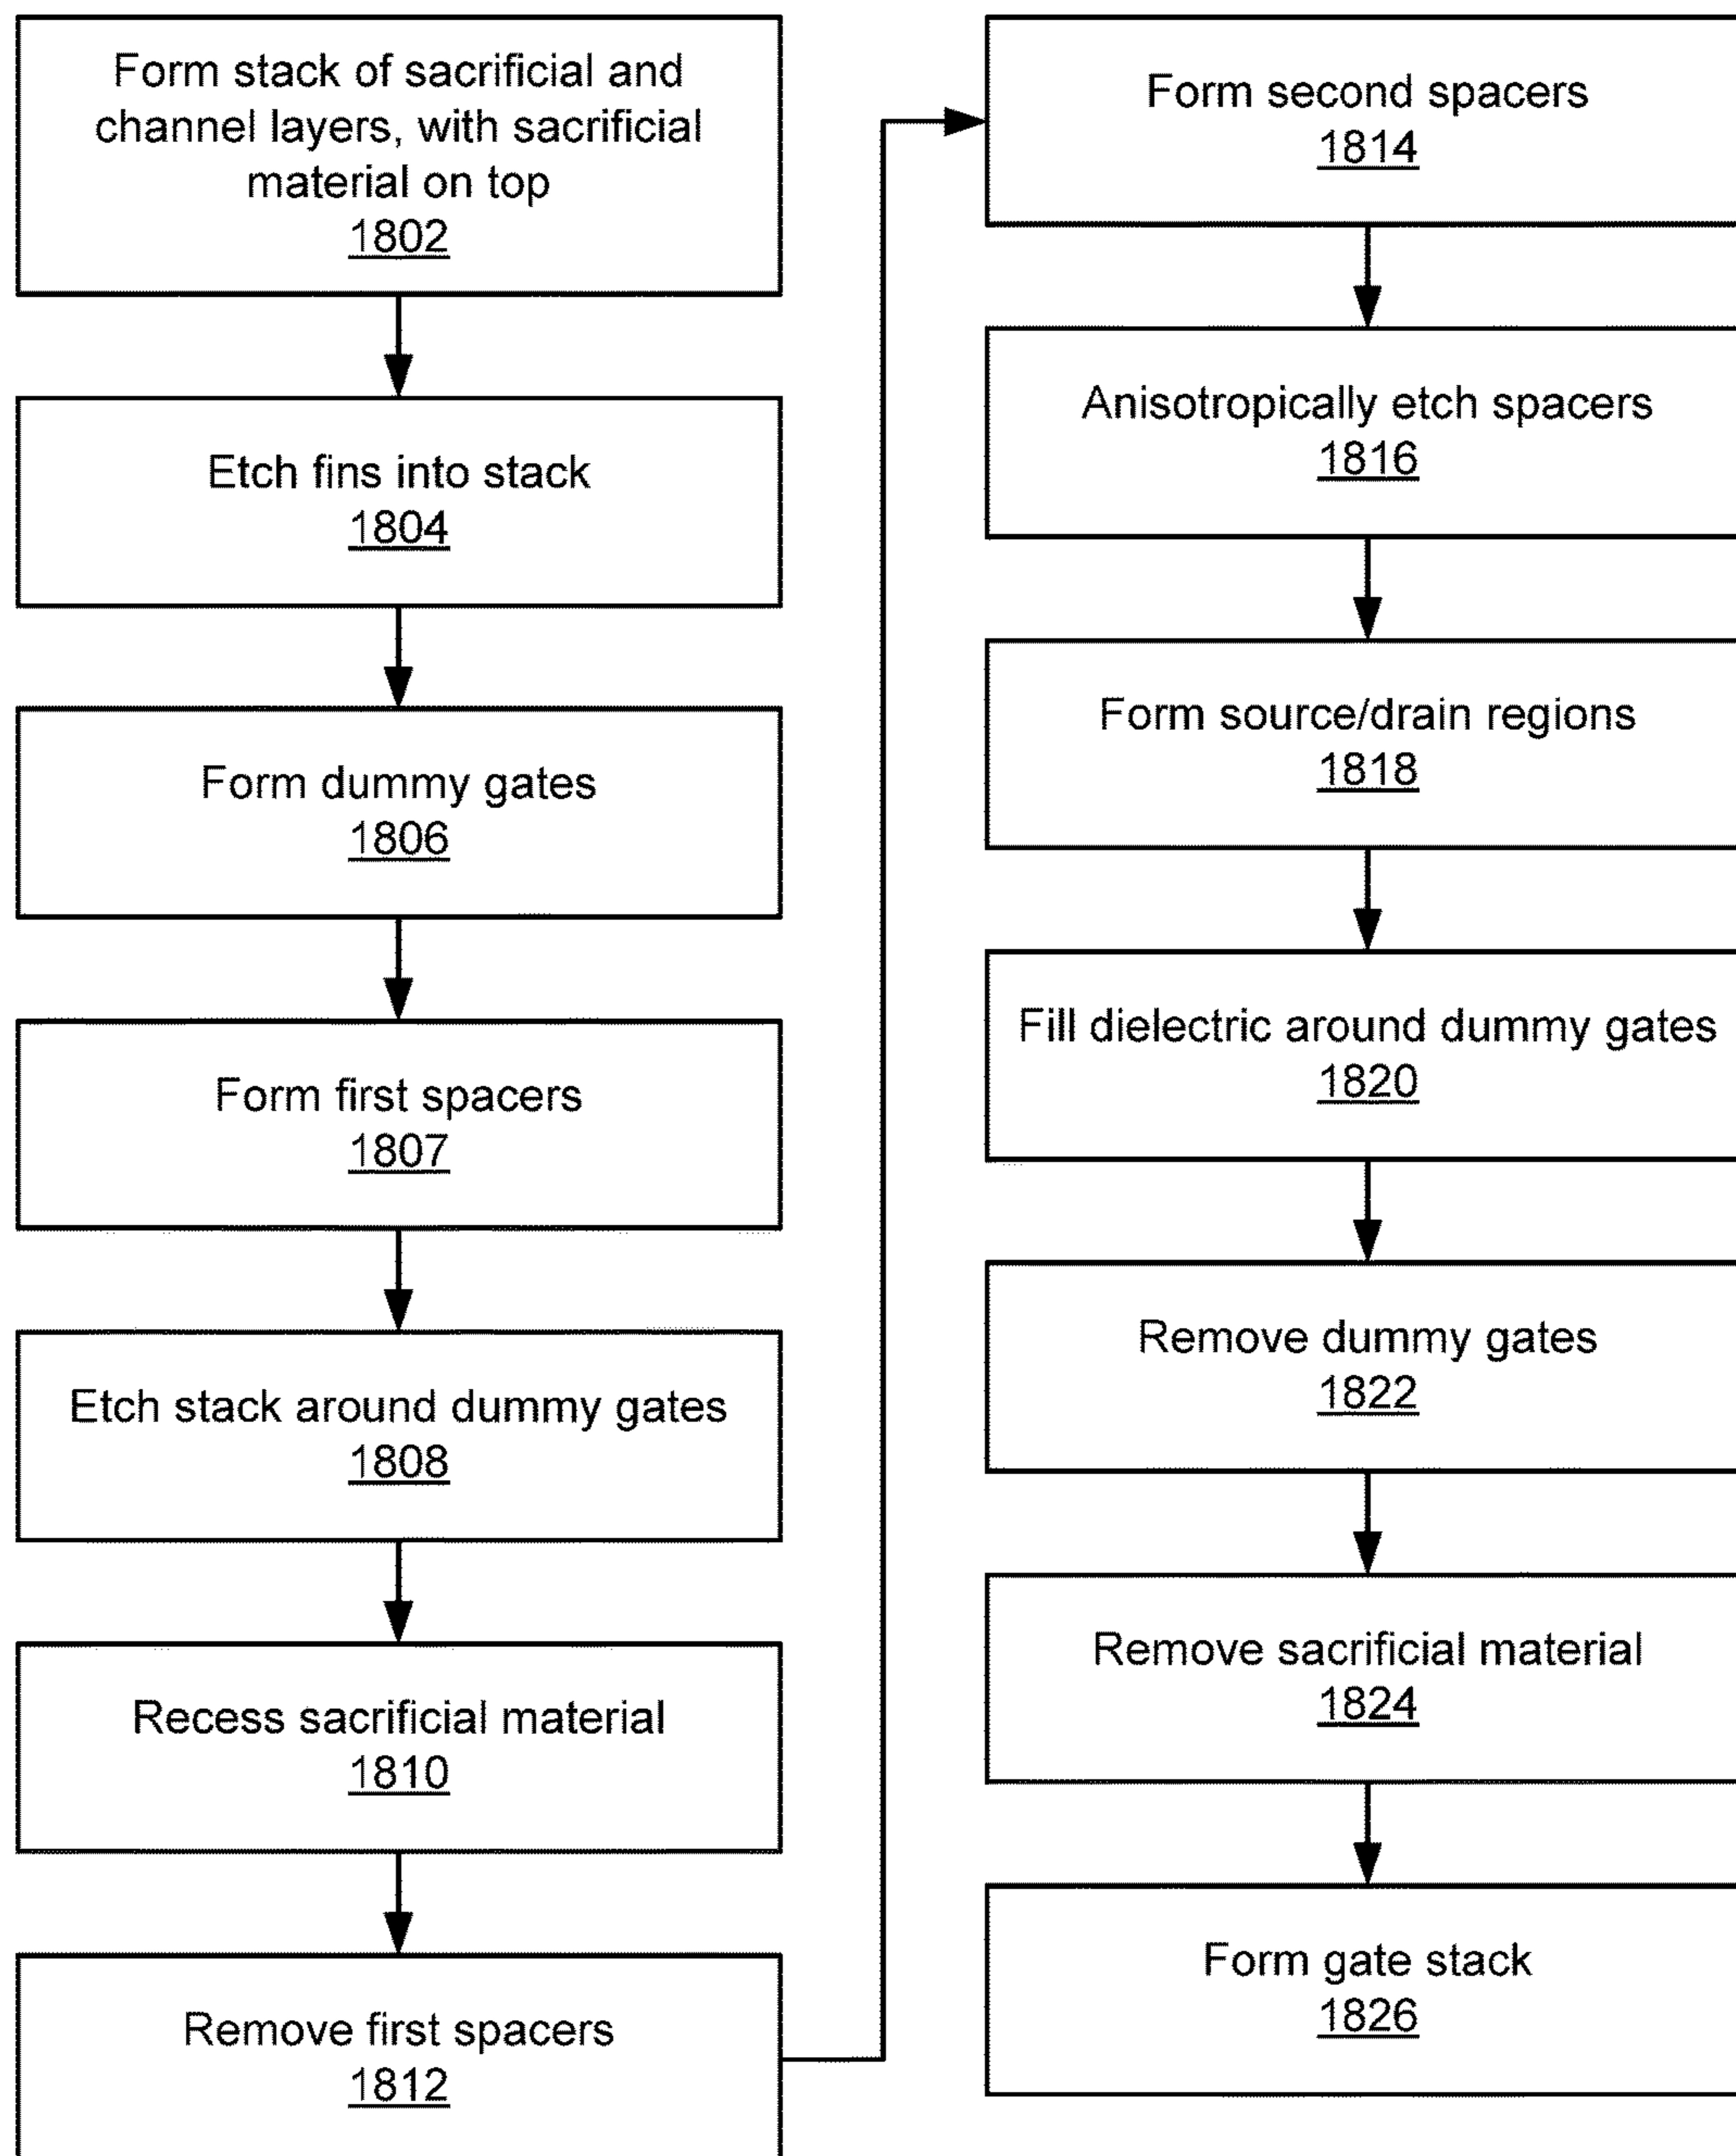 Form stack of sacrificial and
channel layers, with sacrificial
material on top
1802
Etch fins into stack
1804
Form dummy gates
1806
Form first spacers
1807
Etch stack around dummy gates
1808
Recess sacrificial material
1810
Remove first spacers
1812
Form second spacers
1814
Anisotropically etch spacers
1816
Form source/drain regions
1818
Fill dielectric around dummy gates
1820
Remove dummy gates
1822
Remove sacrificial material
1824
Form gate stack
1826